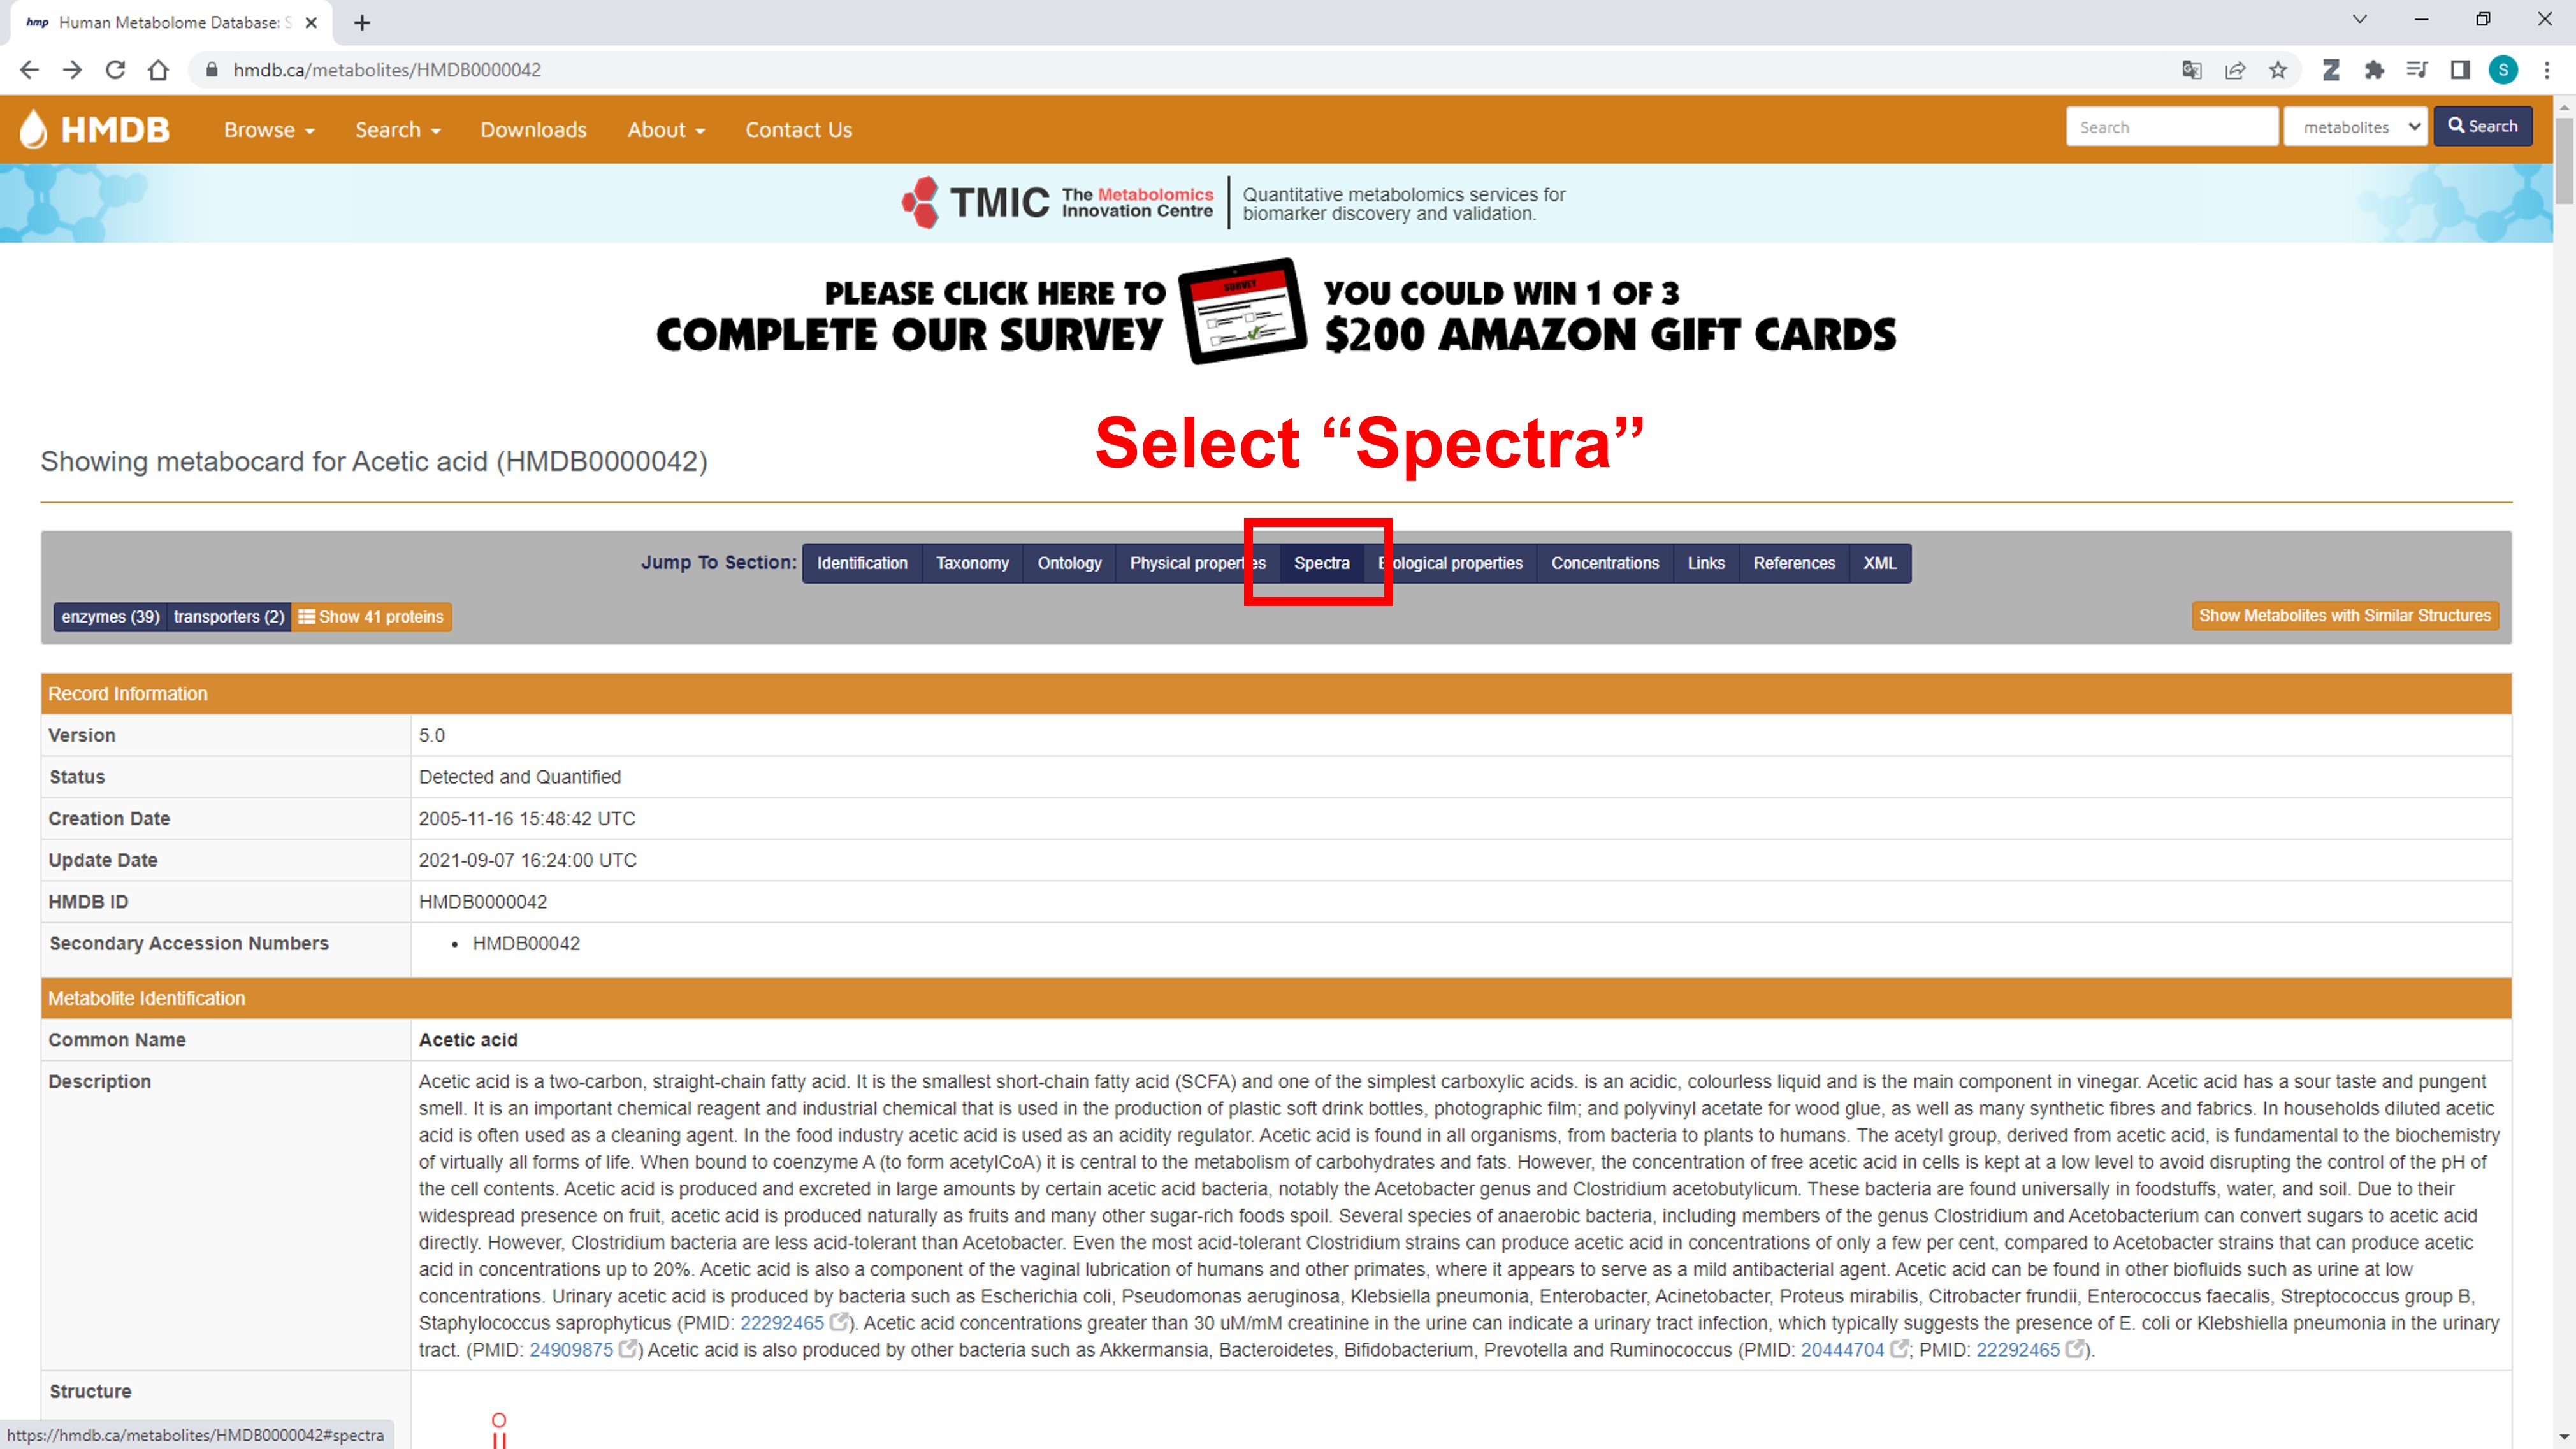 hmp Human Metabolome Database: S
hmdb.ca/metabolites/HMDB0000042
S
HMDB Browse Search Downloads About Contact Us Search metabolites Search
TMIC The Metabolomics Innovation Centre Quantitative metabolomics services for
biomarker discovery and validation.
PLEASE CLICK HERE TO SURVEY YOU COULD WIN 1 OF 3
COMPLETE OUR SURVEY $200 AMAZON GIFT CARDS
Select “Spectra”
Showing metabocard for Acetic acid (HMDB0000042)
Jump To Section: Identification Taxonomy Ontology Physical properties Spectra Biological properties Concentrations Links References XML
enzymes (39) transporters (2) Show 41 proteins Show Metabolites with Similar Structures
Record Information
Version 5.0
Status Detected and Quantified
Creation Date 2005-11-16 15:48:42 UTC
Update Date 2021-09-07 16:24:00 UTC
HMDB ID HMDB0000042
Secondary Accession Numbers • HMDB00042
Metabolite Identification
Common Name Acetic acid
Description Acetic acid is a two-carbon, straight-chain fatty acid. It is the smallest short-chain fatty acid (SCFA) and one of the simplest carboxylic acids. is an acidic, colourless liquid and is the main component in vinegar. Acetic acid has a sour taste and pungent
smell. It is an important chemical reagent and industrial chemical that is used in the production of plastic soft drink bottles, photographic film; and polyvinyl acetate for wood glue, as well as many synthetic fibres and fabrics. In households diluted acetic
acid is often used as a cleaning agent. In the food industry acetic acid is used as an acidity regulator. Acetic acid is found in all organisms, from bacteria to plants to humans. The acetyl group, derived from acetic acid, is fundamental to the biochemistry
of virtually all forms of life. When bound to coenzyme A (to form acetylCoA) it is central to the metabolism of carbohydrates and fats. However, the concentration of free acetic acid in cells is kept at a low level to avoid disrupting the control of the pH of
the cell contents. Acetic acid is produced and excreted in large amounts by certain acetic acid bacteria, notably the Acetobacter genus and Clostridium acetobutylicum. These bacteria are found universally in foodstuffs, water, and soil. Due to their
widespread presence on fruit, acetic acid is produced naturally as fruits and many other sugar-rich foods spoil. Several species of anaerobic bacteria, including members of the genus Clostridium and Acetobacterium can convert sugars to acetic acid
directly. However, Clostridium bacteria are less acid-tolerant than Acetobacter. Even the most acid-tolerant Clostridium strains can produce acetic acid in concentrations of only a few per cent, compared to Acetobacter strains that can produce acetic
acid in concentrations up to 20%. Acetic acid is also a component of the vaginal lubrication of humans and other primates, where it appears to serve as a mild antibacterial agent. Acetic acid can be found in other biofluids such as urine at low
concentrations. Urinary acetic acid is produced by bacteria such as Escherichia coli, Pseudomonas aeruginosa, Klebsiella pneumonia, Enterobacter, Acinetobacter, Proteus mirabilis, Citrobacter frundii, Enterococcus faecalis, Streptococcus group B,
Staphylococcus saprophyticus (PMID: 22292465 ). Acetic acid concentrations greater than 30 uM/mM creatinine in the urine can indicate a urinary tract infection, which typically suggests the presence of E. coli or Klebshiella pneumonia in the urinary
tract. (PMID: 24909875 ) Acetic acid is also produced by other bacteria such as Akkermansia, Bacteroidetes, Bifidobacterium, Prevotella and Ruminococcus (PMID: 20444704 ; PMID: 22292465 ).
Structure
O
https://hmdb.ca/metabolites/HMDB0000042#spectra